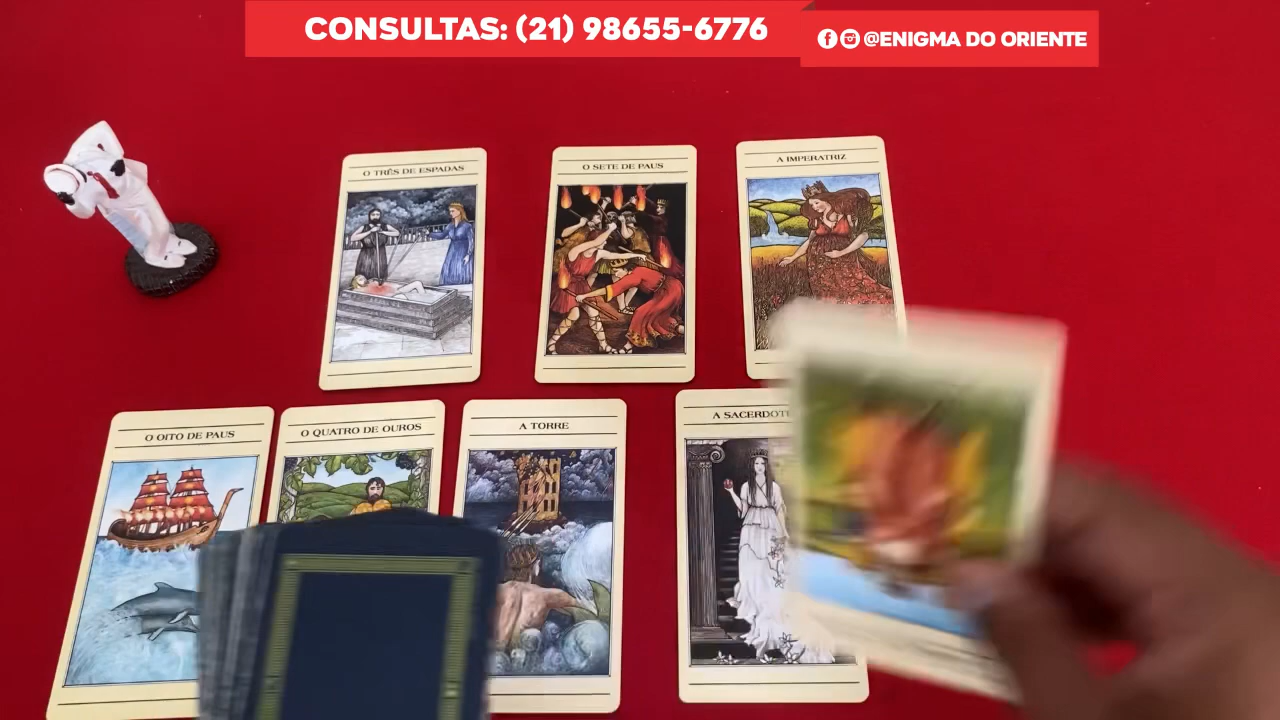 CONSULTAS: (21) 98655-6776
@ENIGMA DO ORIENTE
O TRÊS DE ESPADAS
O SETE DE PAUS
A IMPERATRIZ
O OITO DE PAUS
O QUATRO DE OUROS
A TORRE
A